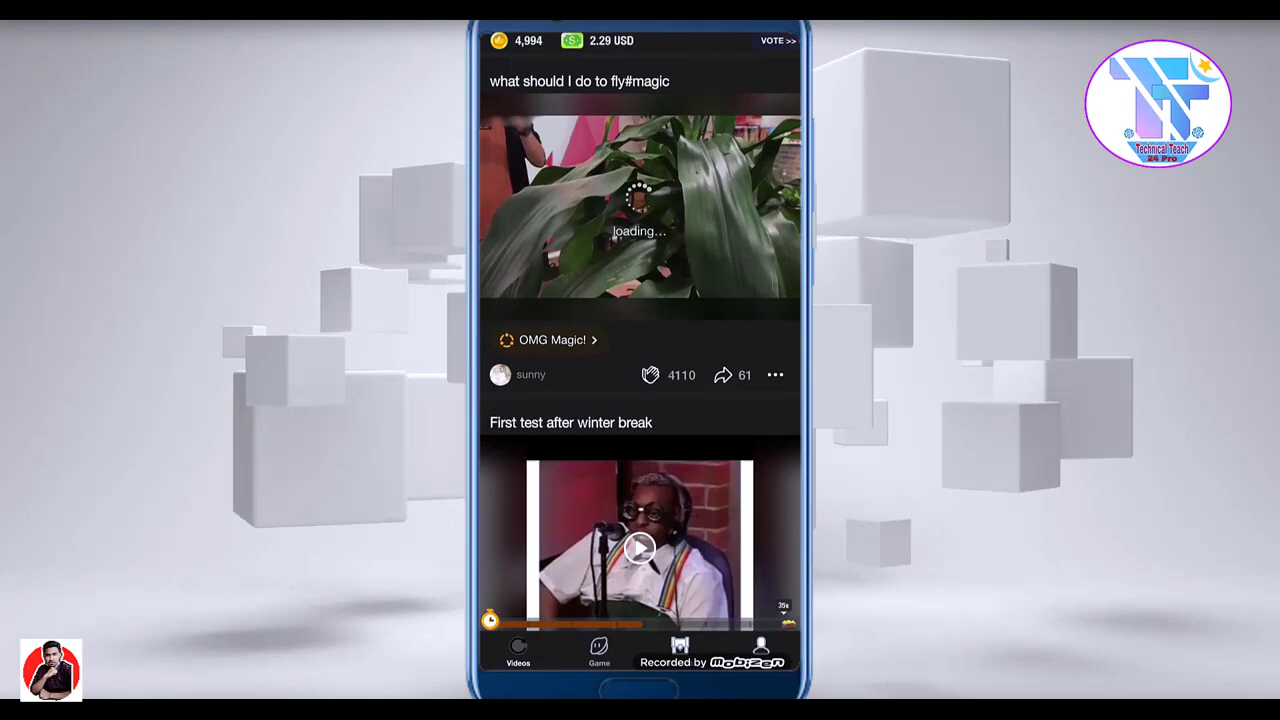 4,994 2.29 USD VOTE >>
what should I do to fly#magic
loading...
OMG Magic! >
sunny 4110 61
First test after winter break
35s
Videos Game
Recorded by Mobizen
TT
Technical Teach
24 Pro